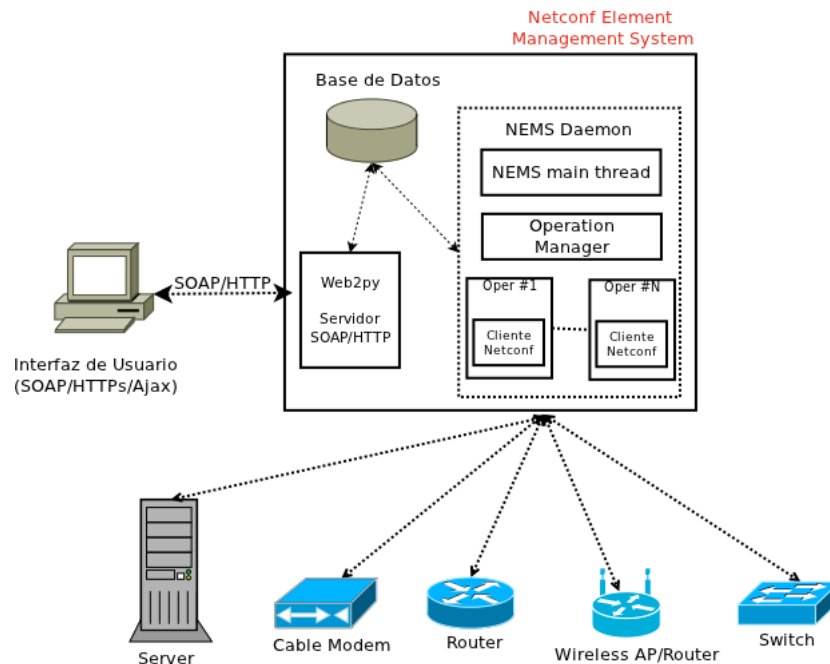 Netconf Element
Management System
Base de Datos
NEMS Daemon
NEMS main thread
Operation
Manager
SOAP/HTTP
Web2py
Servidor
SOAP/HTTP
Oper #1
Oper #N
Cliente
Netconf
Cliente
Netconf
Interfaz de Usuario
(SOAP/HTTPs/Ajax)
Server
Cable Modem
Router
Wireless AP/Router
Switch